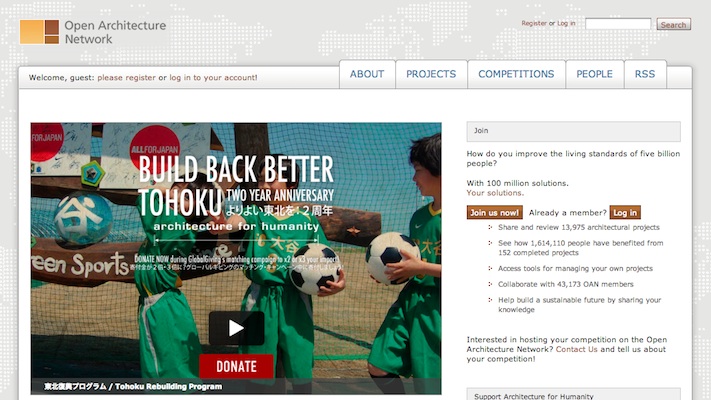 Open Architecture
Network
Register or Log in
Search
Welcome, guest: please register or log in to your account!
ABOUT
PROJECTS
COMPETITIONS
PEOPLE
RSS
ALLFORJAPAN
BUILD BACK BETTER
TOHOKU TWO YEAR ANNIVERSARY
よりよい東北を!2周年
architecture for humanity
DONATE NOW during GlobalGiving's matching campaign to x2 or x3 your impact!
Green Sports
DONATE
東北復興プログラム / Tohoku Rebuilding Program
Join
How do you improve the living standards of five billion
people?
With 100 million solutions.
Your solutions.
Join us now! Already a member? Log in
Share and review 13,975 architectural projects
See how 1,614,110 people have benefited from
152 completed projects
Access tools for managing your own projects
Collaborate with 43,173 OAN members
Help build a sustainable future by sharing your
knowledge
Interested in hosting your competition on the Open
Architecture Network? Contact Us and tell us about
your competition!
Support Architecture for Humanity